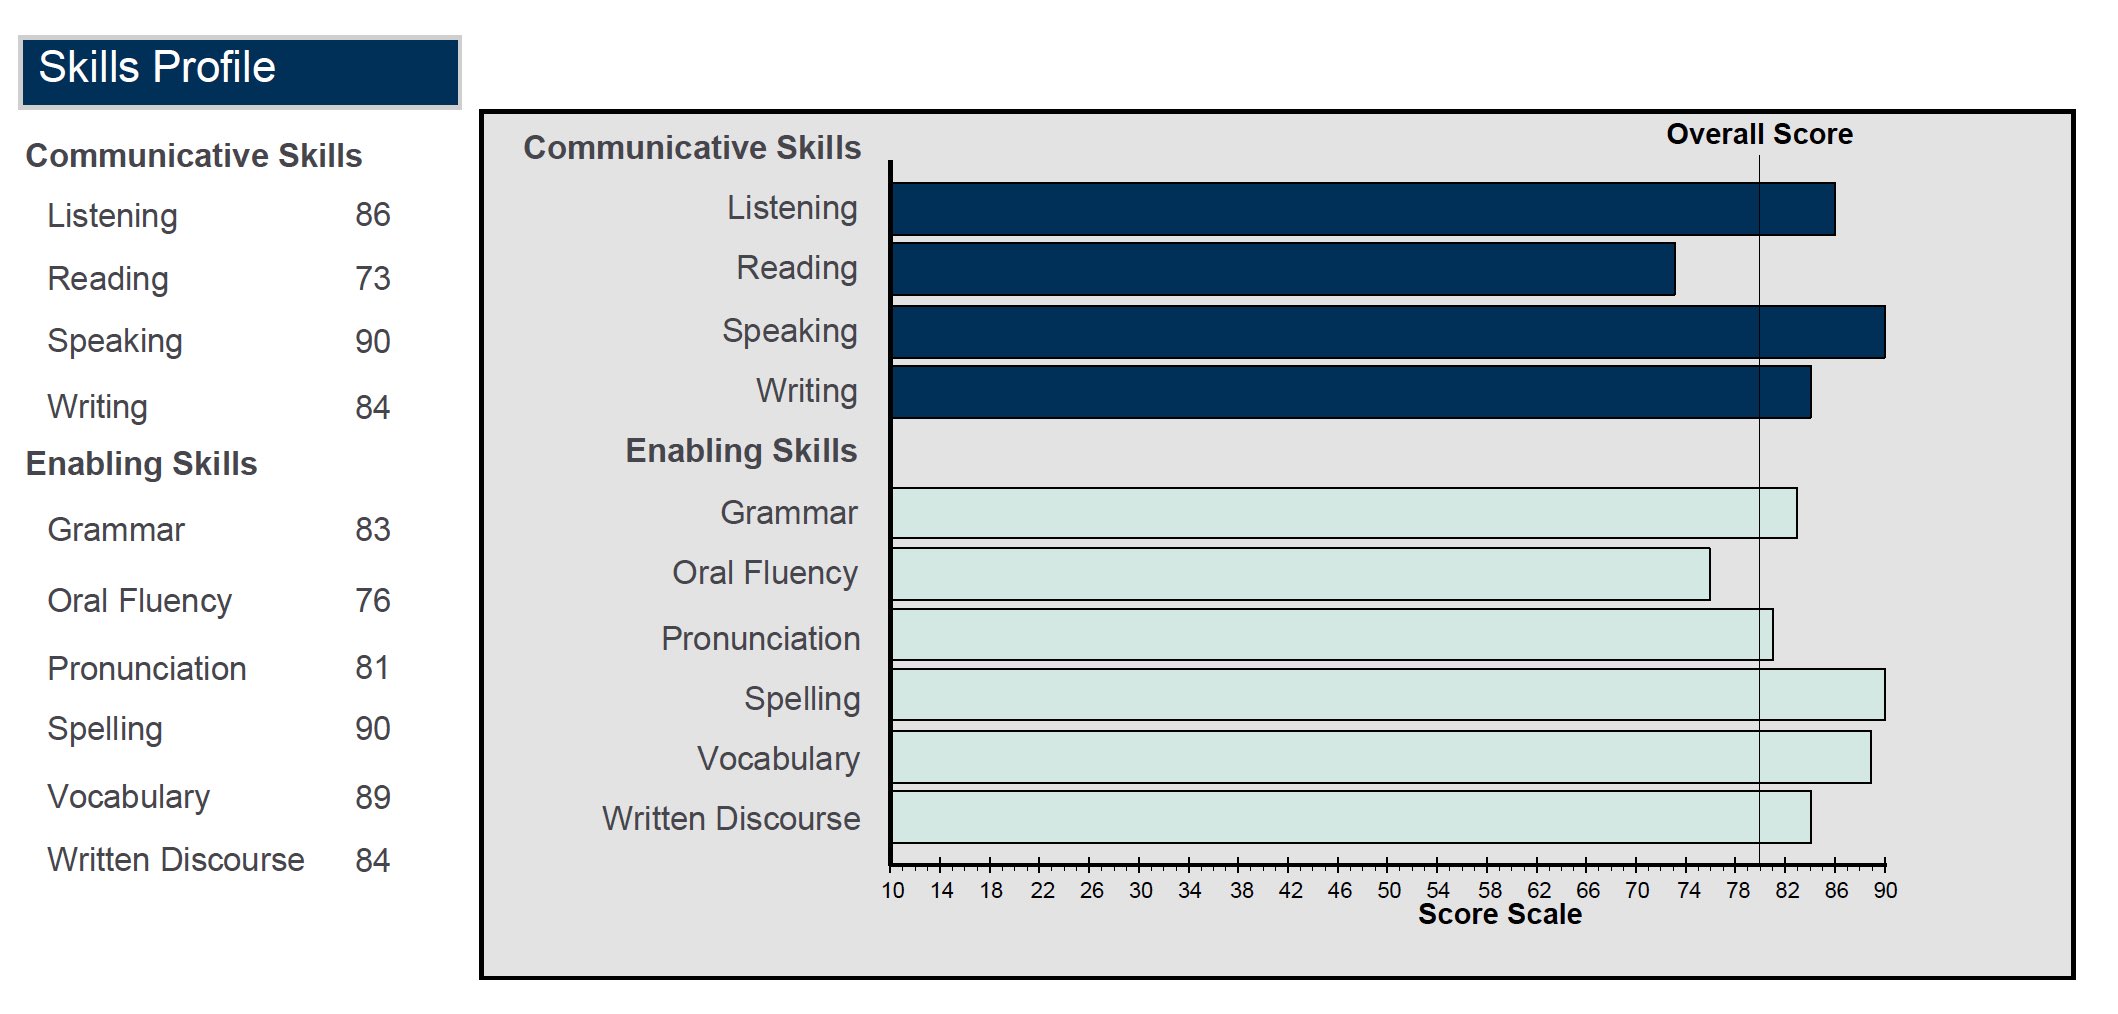 Skills Profile
Communicative Skills
Listening 86
Reading 73
Speaking 90
Writing 84
Enabling Skills
Grammar 83
Oral Fluency 76
Pronunciation 81
Spelling 90
Vocabulary 89
Written Discourse 84
Overall Score
Communicative Skills
Listening
Reading
Speaking
Writing
Enabling Skills
Grammar
Oral Fluency
Pronunciation
Spelling
Vocabulary
Written Discourse
10 14 18 22 26 30 34 38 42 46 50 54 58 62 66 70 74 78 82 86 90
Score Scale